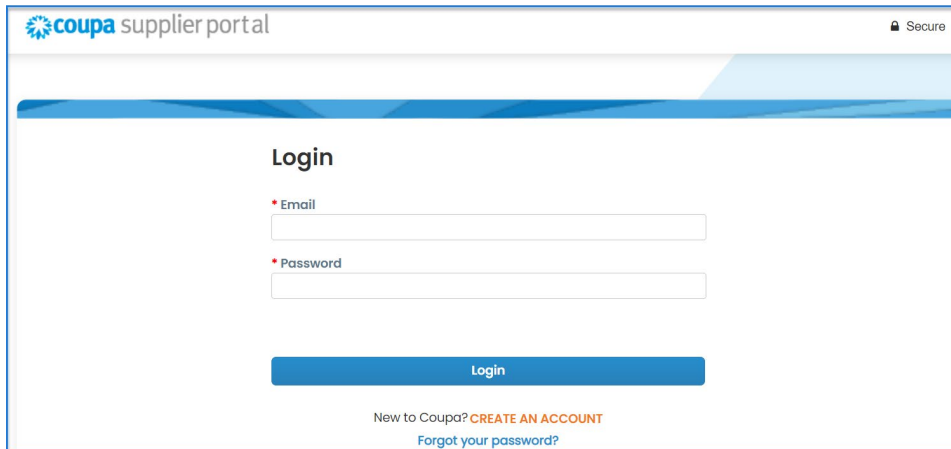 coupa supplier portal
Secure
Login
* Email
* Password
Login
New to Coupa? CREATE AN ACCOUNT
Forgot your password?